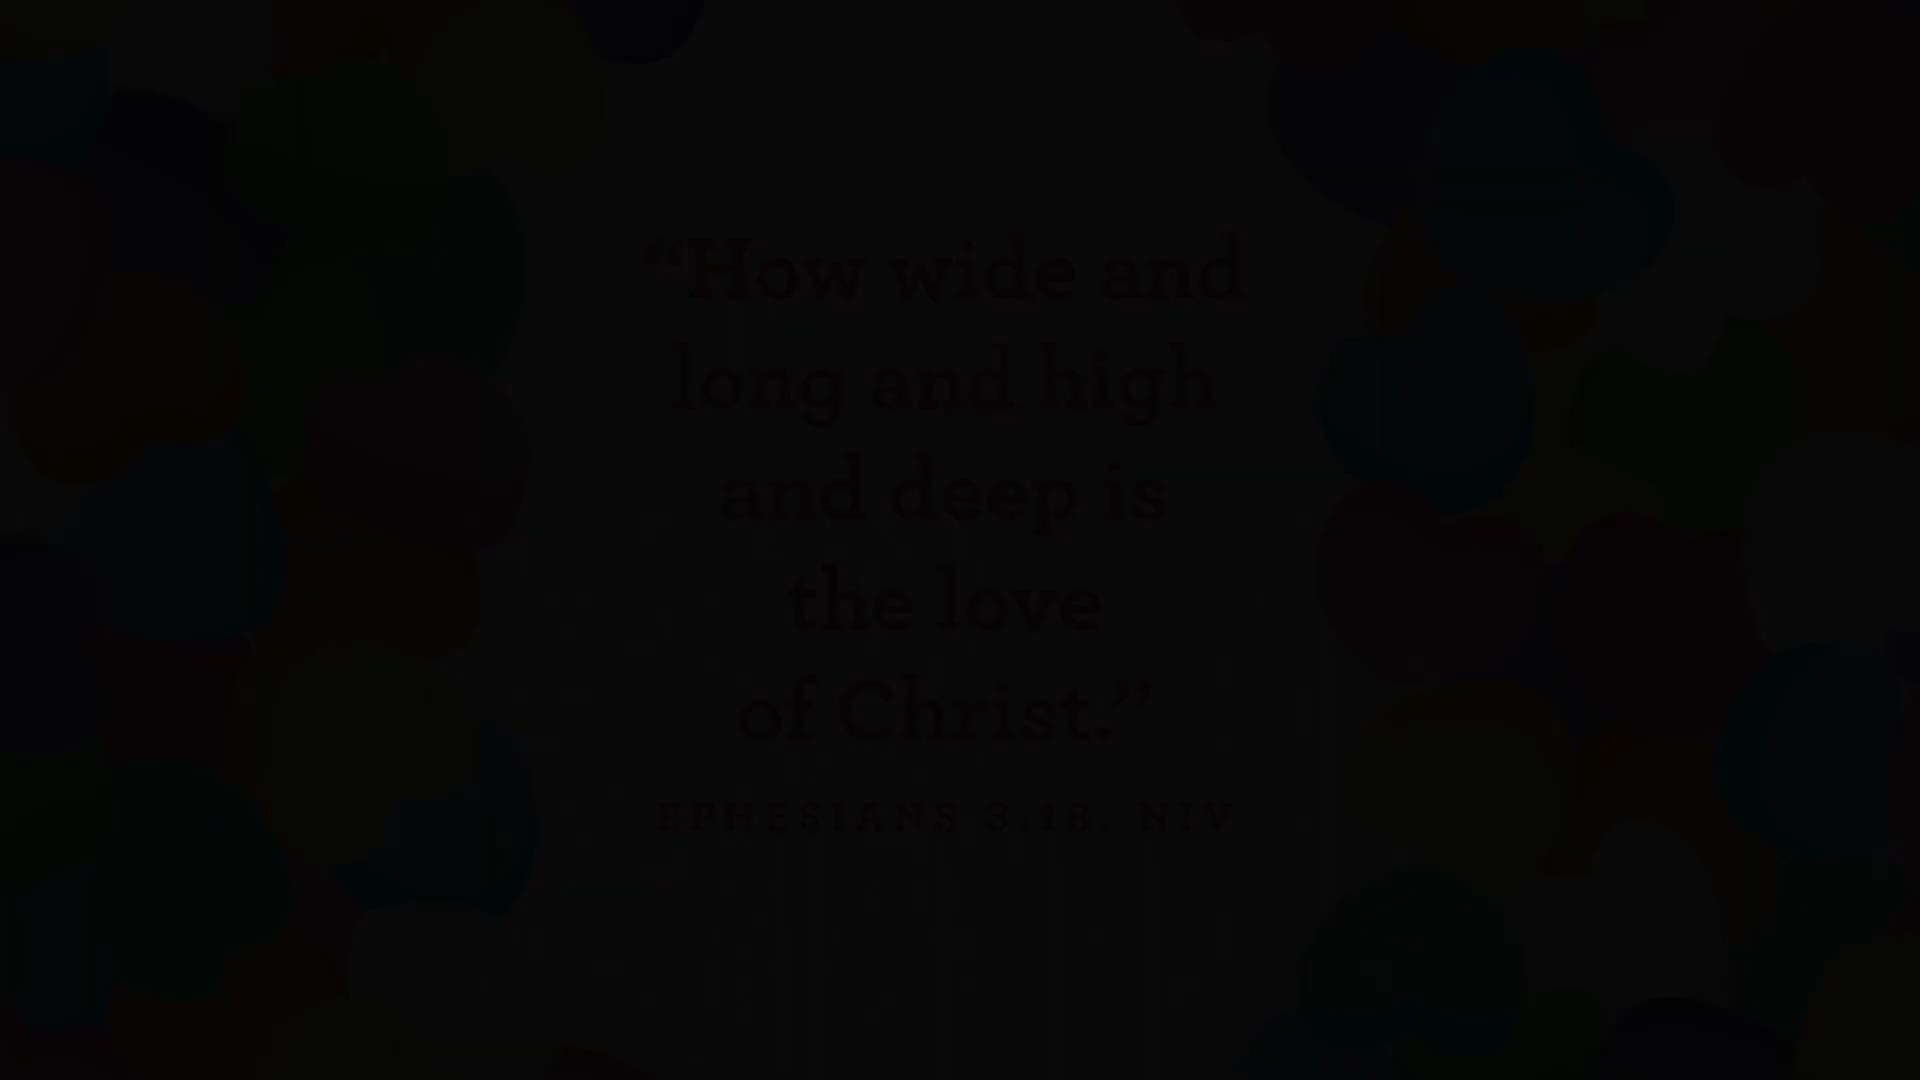 “How wide and
long and high
and deep is
the love
of Christ.”
EPHESIANS 3:18, NIV